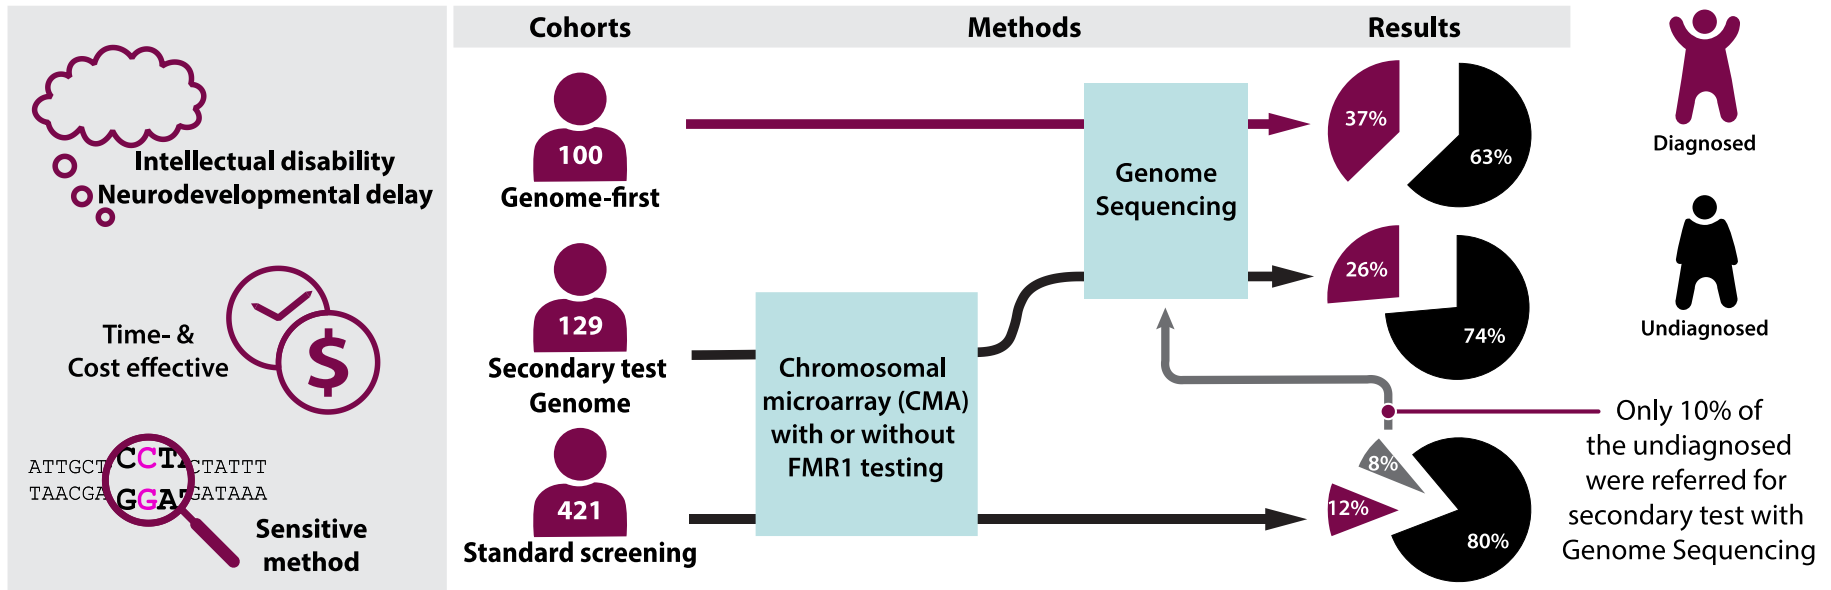 Intellectual disability
Neurodevelopmental delay
Time- &
Cost effective
$
ATTGCT CCTA CTATTT
TAACGA GGAT GATAAA
Sensitive
method
Cohorts Methods Results
100
Genome-first
129
Secondary test
Genome
421
Standard screening
Chromosomal
microarray (CMA)
with or without
FMR1 testing
Genome
Sequencing
37%
63%
26%
74%
8%
12%
80%
Diagnosed
Undiagnosed
Only 10% of
the undiagnosed
were referred for
secondary test with
Genome Sequencing